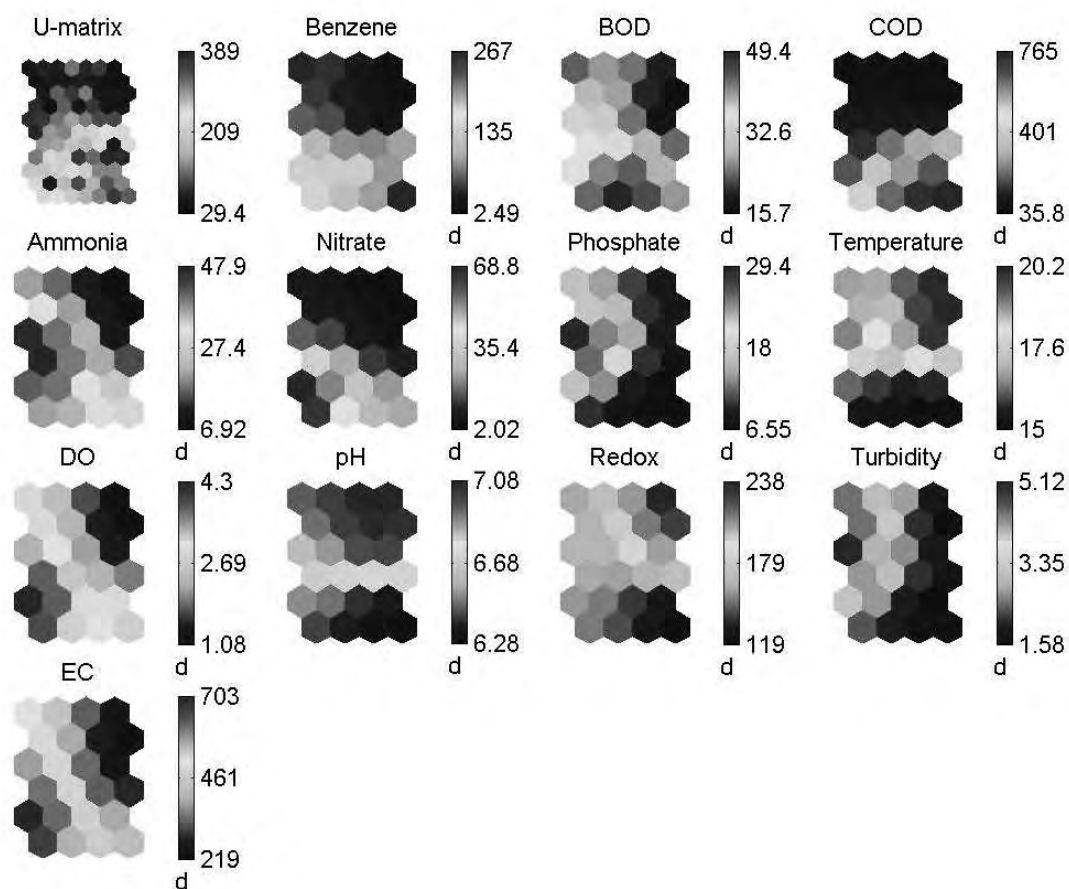 U-matrix
389
209
29.4
Benzene
267
135
2.49
d
BOD
49.4
32.6
15.7
d
COD
765
401
35.8
d
Ammonia
47.9
27.4
6.92
d
Nitrate
68.8
35.4
2.02
d
Phosphate
29.4
18
6.55
d
Temperature
20.2
17.6
15
d
DO
4.3
2.69
1.08
d
pH
7.08
6.68
6.28
d
Redox
238
179
119
d
Turbidity
5.12
3.35
1.58
d
EC
703
461
219
d